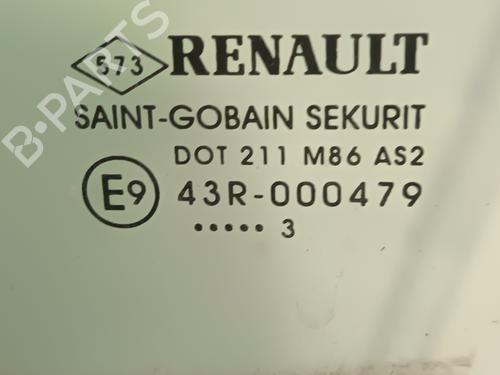 573 RENAULT
SAINT-GOBAIN SEKURIT
DOT 211 M86 AS2
E9 43R-000479
••••• 3
B-PARTS